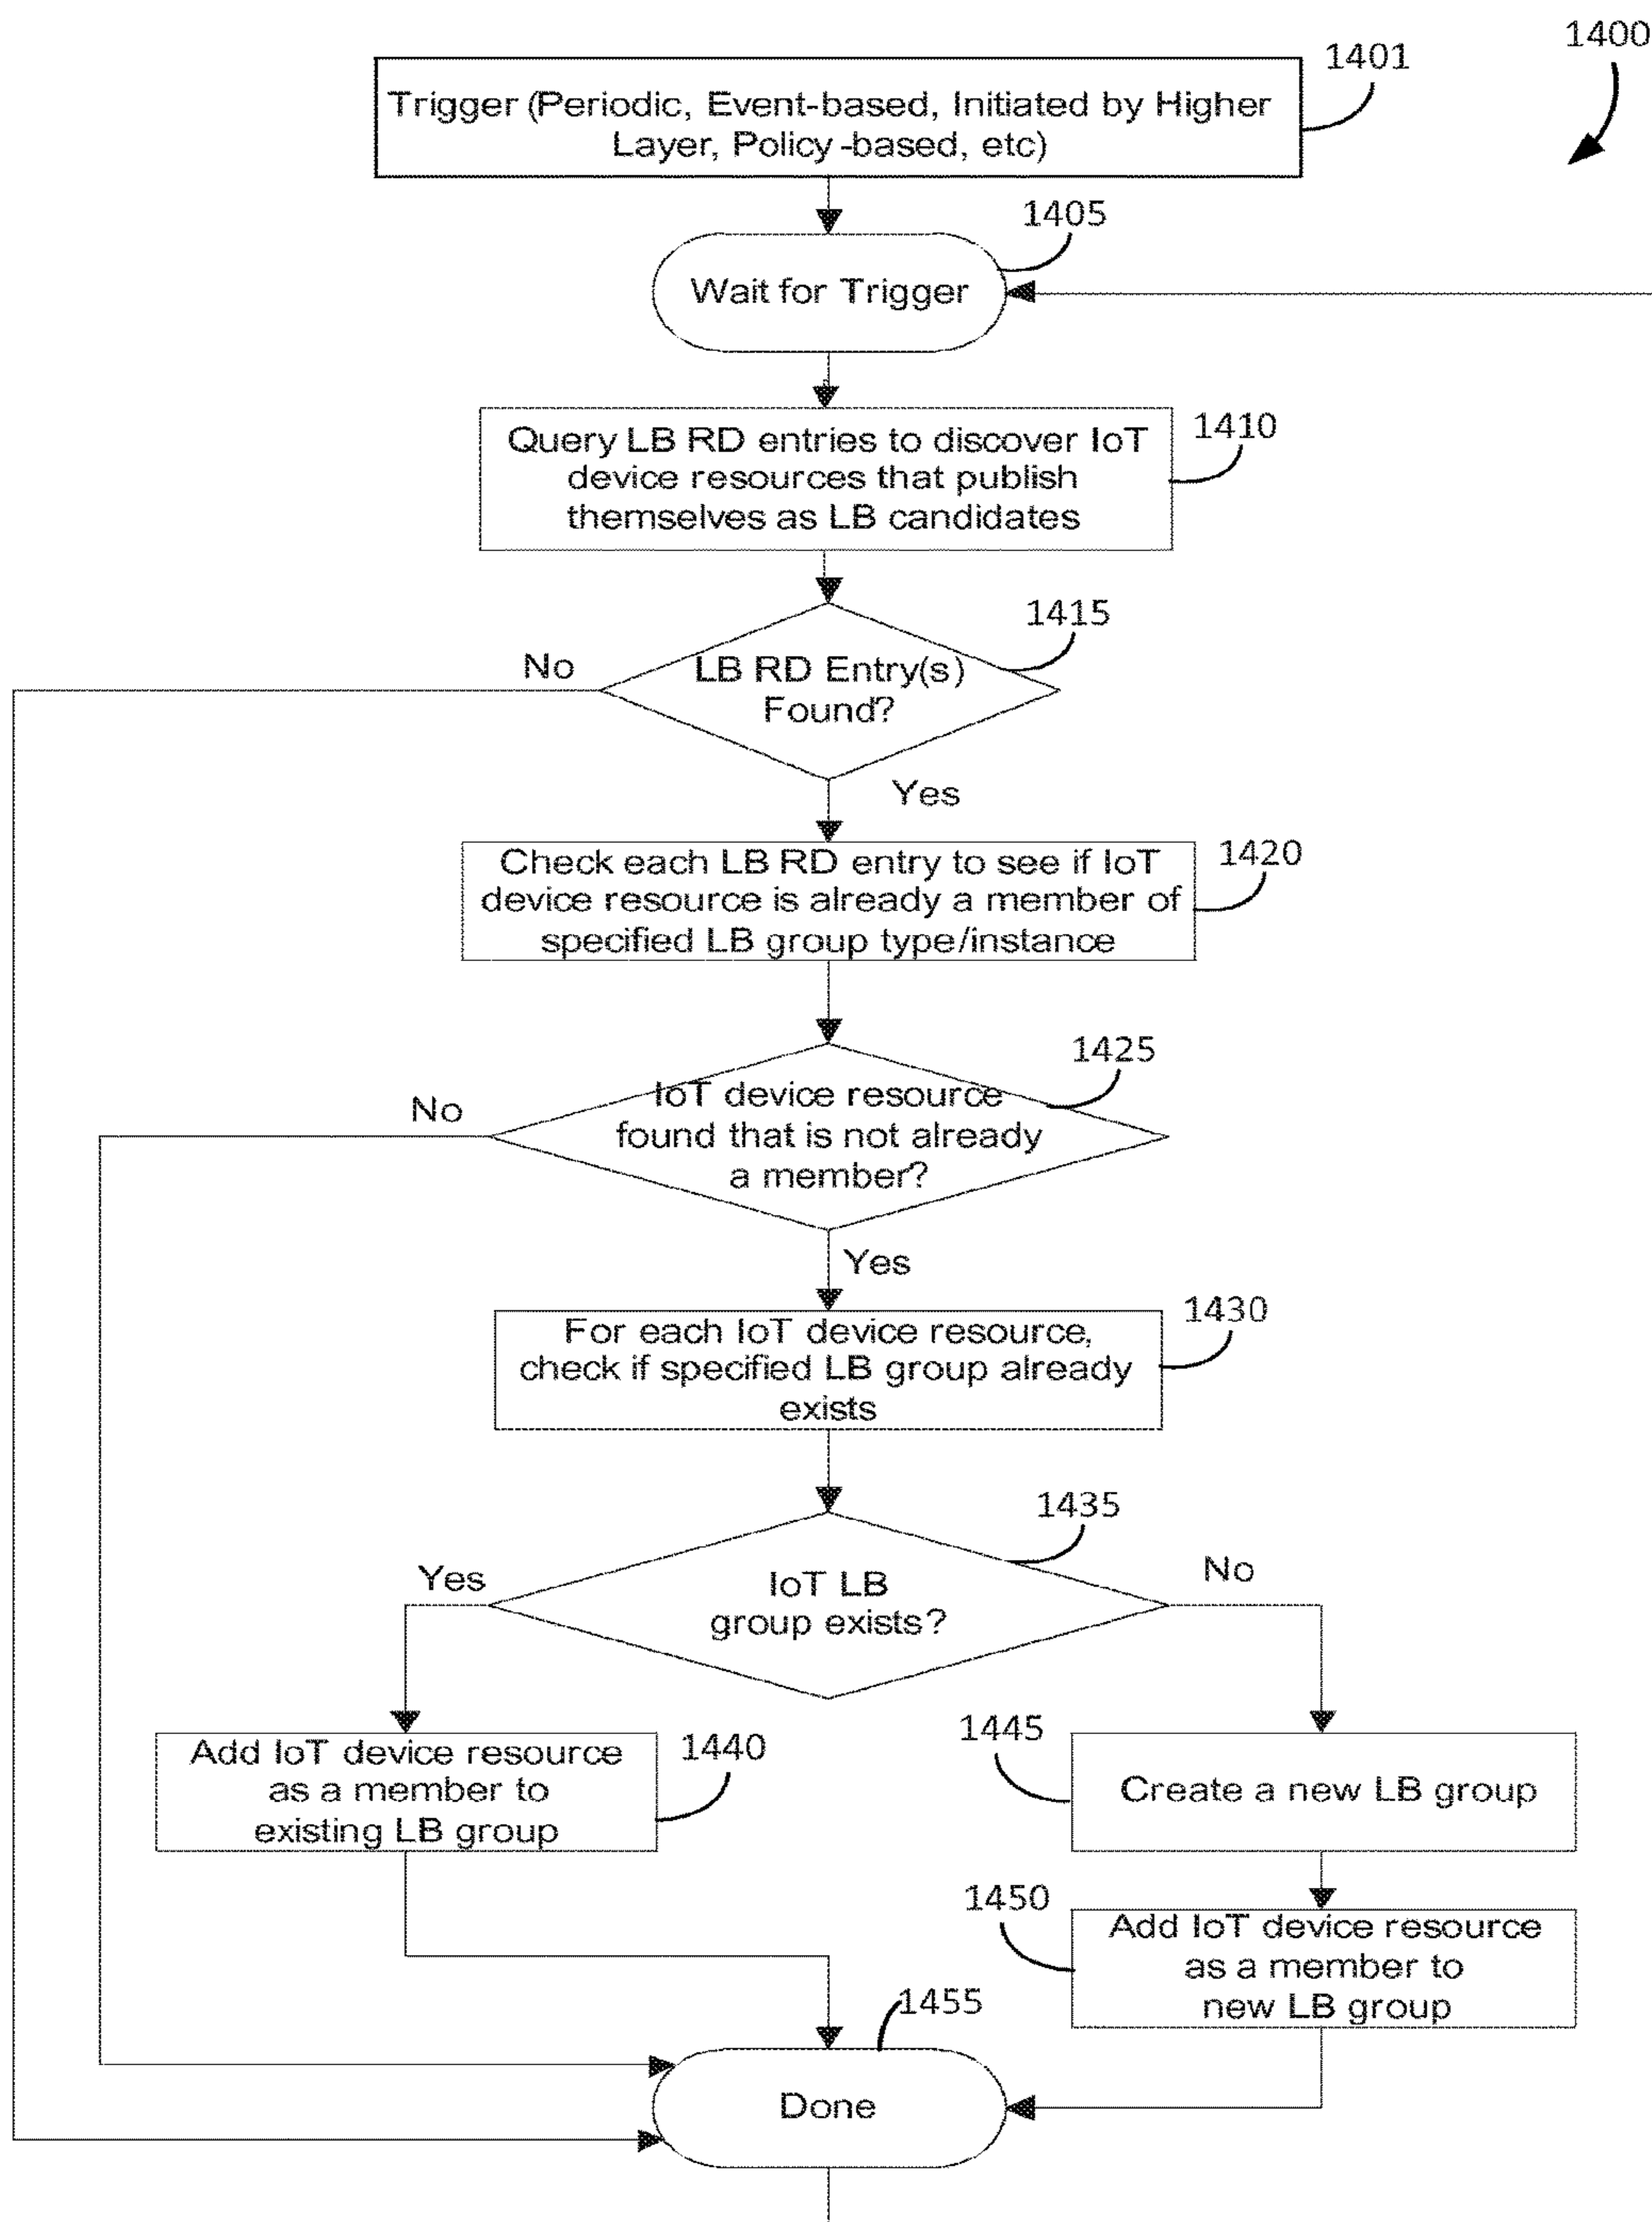 1400
1401
Trigger (Periodic, Event-based, Initiated by Higher
Layer, Policy-based, etc)
1405
Wait for Trigger
1410
Query LB RD entries to discover IoT
device resources that publish
themselves as LB candidates
1415
No
LB RD Entry(s)
Found?
Yes
1420
Check each LB RD entry to see if IoT
device resource is already a member of
specified LB group type/instance
1425
No
IoT device resource
found that is not already
a member?
Yes
1430
For each IoT device resource,
check if specified LB group already
exists
1435
Yes
No
IoT LB
group exists?
1440
Add IoT device resource
as a member to
existing LB group
1445
Create a new LB group
1450
Add IoT device resource
as a member to
new LB group
1455
Done